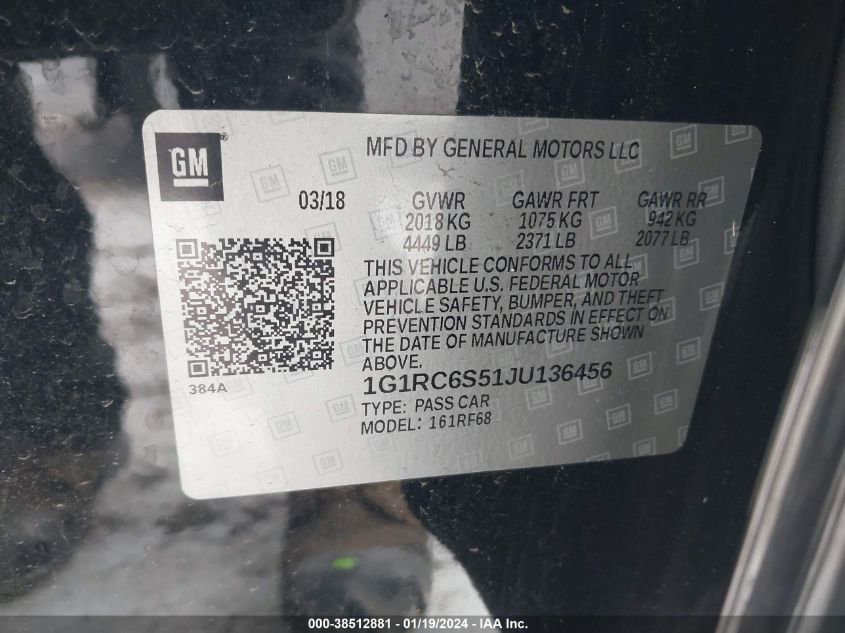 GM
MFD BY GENERAL MOTORS LLC
03/18
GVWR GAWR FRT GAWR RR
2018 KG 1075 KG 942 KG
4449 LB 2371 LB 2077 LB
THIS VEHICLE CONFORMS TO ALL
APPLICABLE U.S. FEDERAL MOTOR
VEHICLE SAFETY, BUMPER, AND THEFT
PREVENTION STANDARDS IN EFFECT ON
THE DATE OF MANUFACTURE SHOWN
ABOVE.
384A
1G1RC6S51JU136456
TYPE: PASS CAR
MODEL: 161RF68
000-38512881 - 01/19/2024 - IAA Inc.